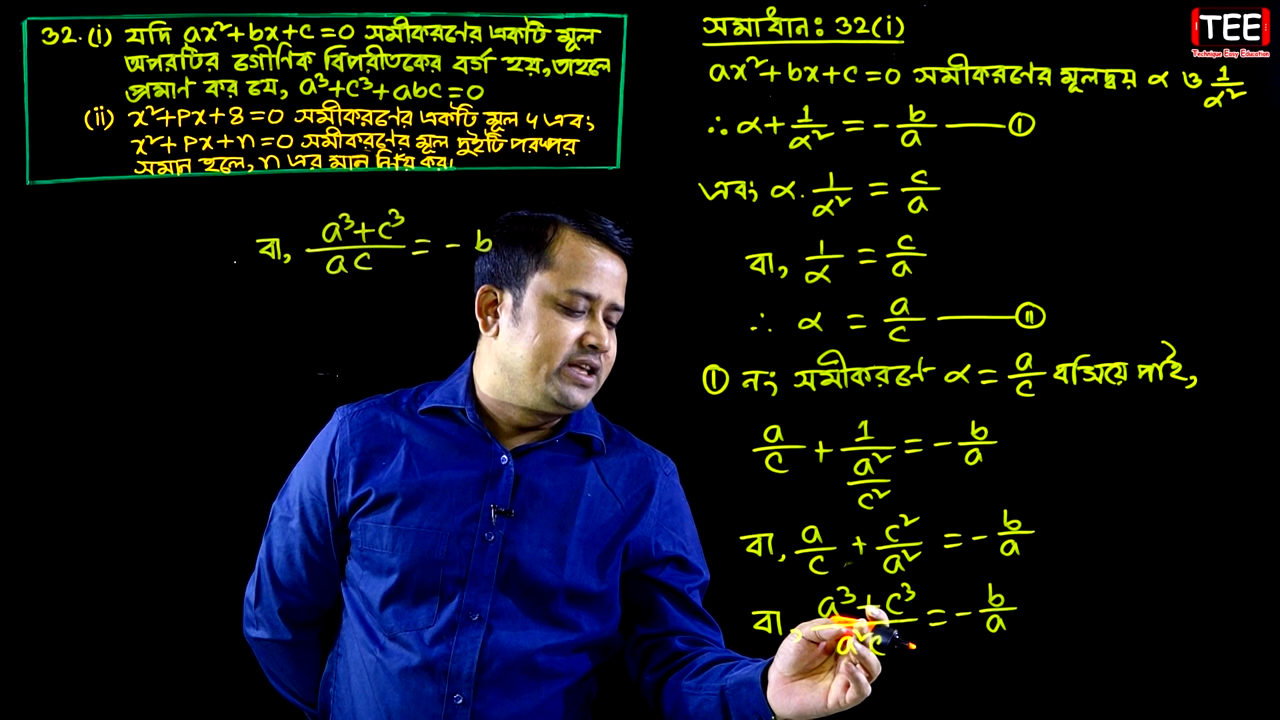 32. (i) যদি ax²+bx+c=0 সমীকরণের একটি মূল
অপরটির গৌণিক বিপরীতকের বর্গ হয়, তাহলে
প্রমাণ কর যে, a³+c³+abc=0
(ii) x²+px+8=0 সমীকরণের একটি মূল 4 এবং
x²+px+n=0 সমীকরণের মূল দুইটি পরস্পর
সমান হলে, n এর মান নির্ণয় কর।
বা, (a³+c³)/(ac) = - b
TEE
Technique Easy Education
সমাধান: 32(i)
ax²+bx+c=0 সমীকরণের মূলদ্বয় α ও 1/α²
∴ α + 1/α² = - b/a —— (i)
এবং α . 1/α² = c/a
বা, 1/α = c/a
∴ α = a/c —— (ii)
(i) নং সমীকরণে α = a/c বসিয়ে পাই,
a/c + 1/(a²/c²) = - b/a
বা, a/c + c²/a² = - b/a
বা, (a³+c³)/(a²c) = - b/a